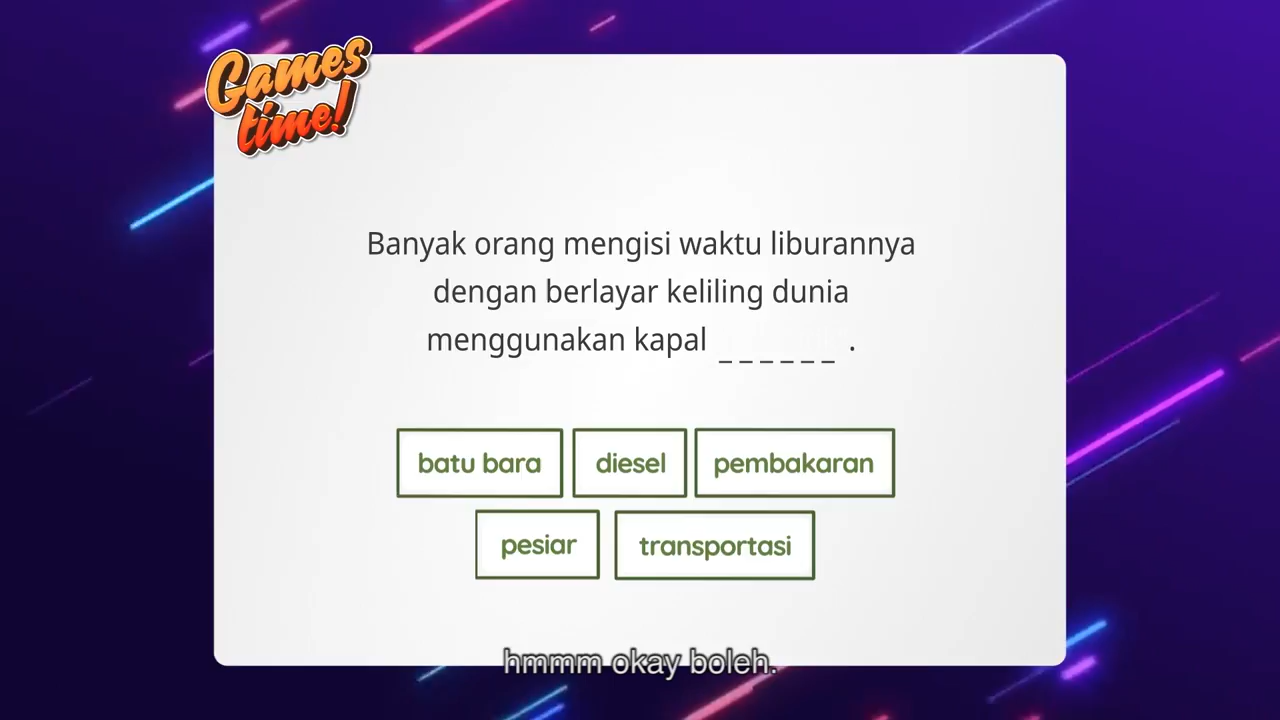 Games
time!
Banyak orang mengisi waktu liburannya
dengan berlayar keliling dunia
menggunakan kapal _ _ _ _ _ _ .
batu bara
diesel
pembakaran
pesiar
transportasi
hmmm okay boleh.